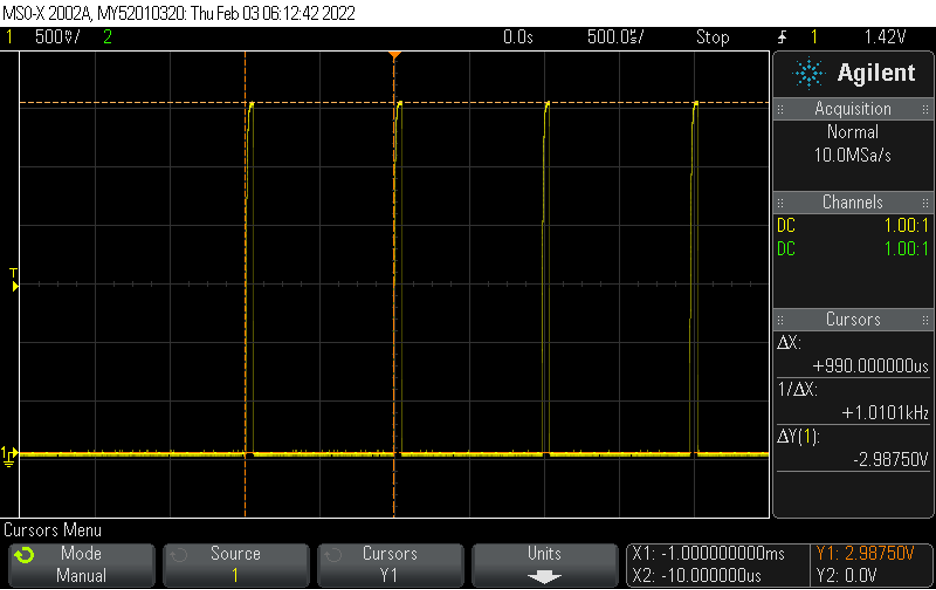 MSO-X 2002A, MY52010320: Thu Feb 03 06:12:42 2022
1 500mV/ 2 0.0s 500.0µs/ Stop 1 1.42V
Agilent
Acquisition
Normal
10.0MSa/s
Channels
DC 1.00:1
DC 1.00:1
T
Cursors
ΔX:
+990.000000us
1/ΔX:
+1.0101kHz
ΔY(1):
-2.98750V
1
Cursors Menu
Mode
Manual
Source
1
Cursors
Y1
Units
X1: -1.000000000ms
X2: -10.000000us
Y1: 2.98750V
Y2: 0.0V